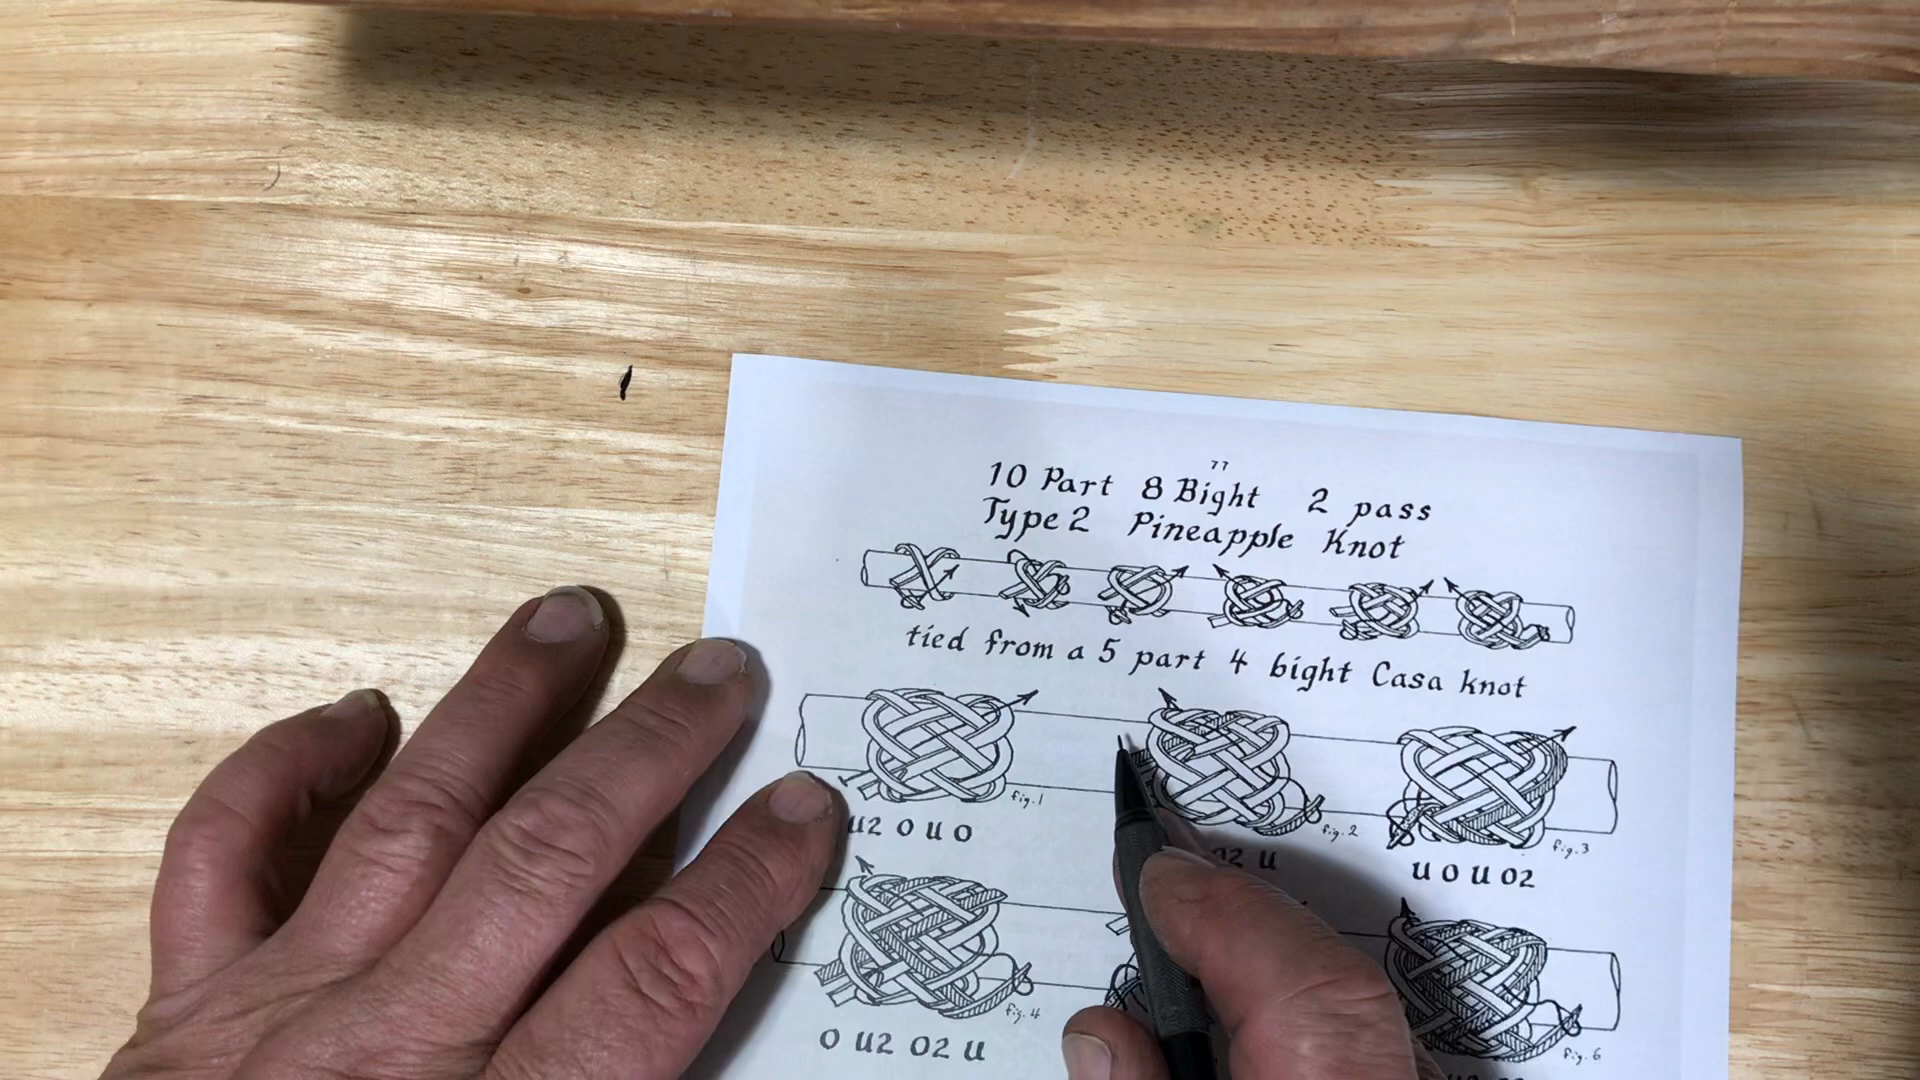 77
10 Part 8 Bight 2 pass
Type 2 Pineapple Knot
tied from a 5 part 4 bight Casa knot
fig. 1
fig. 2
fig. 3
U2 O U O
U
U O U O2
fig. 4
fig. 6
O U2 O2 U